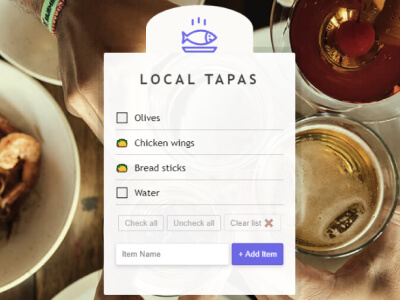 LOCAL TAPAS
Olives
Chicken wings
Bread sticks
Water
Check all Uncheck all Clear list ❌
Item Name + Add Item